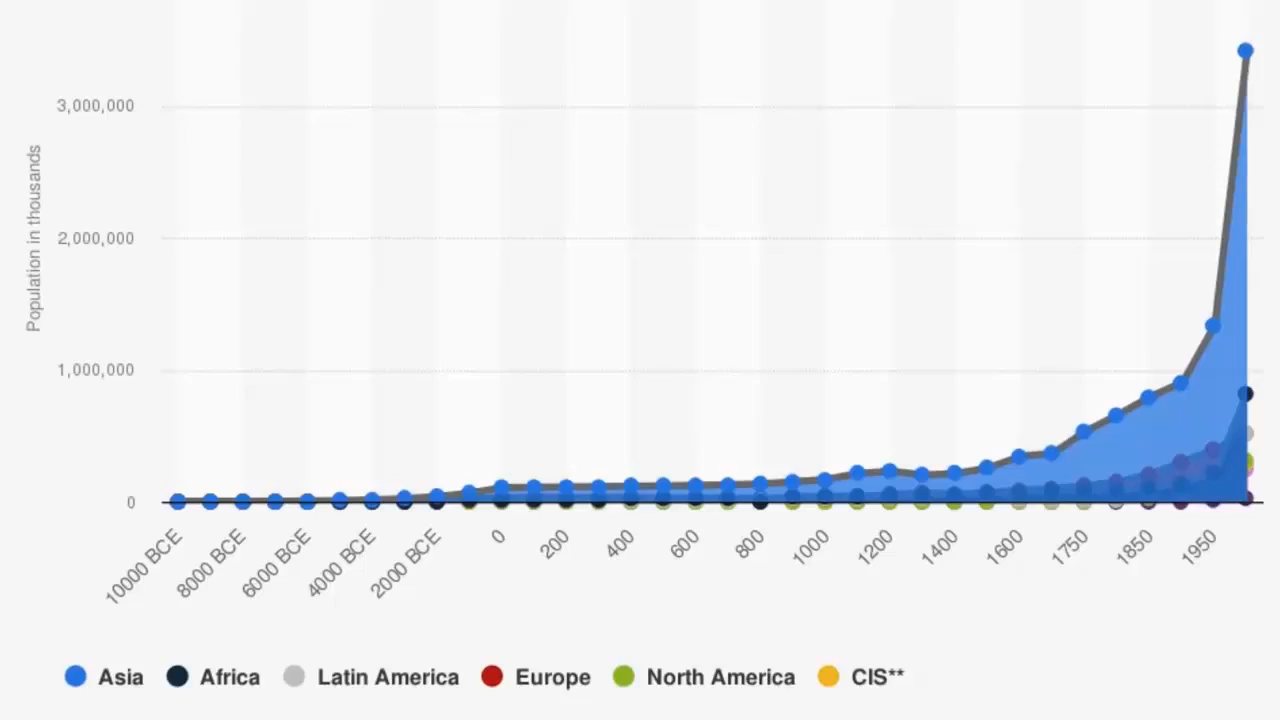 3,000,000
Population in thousands
2,000,000
1,000,000
0
10000 BCE
8000 BCE
6000 BCE
4000 BCE
2000 BCE
0
200
400
600
800
1000
1200
1400
1600
1750
1850
1950
Asia Africa Latin America Europe North America CIS**